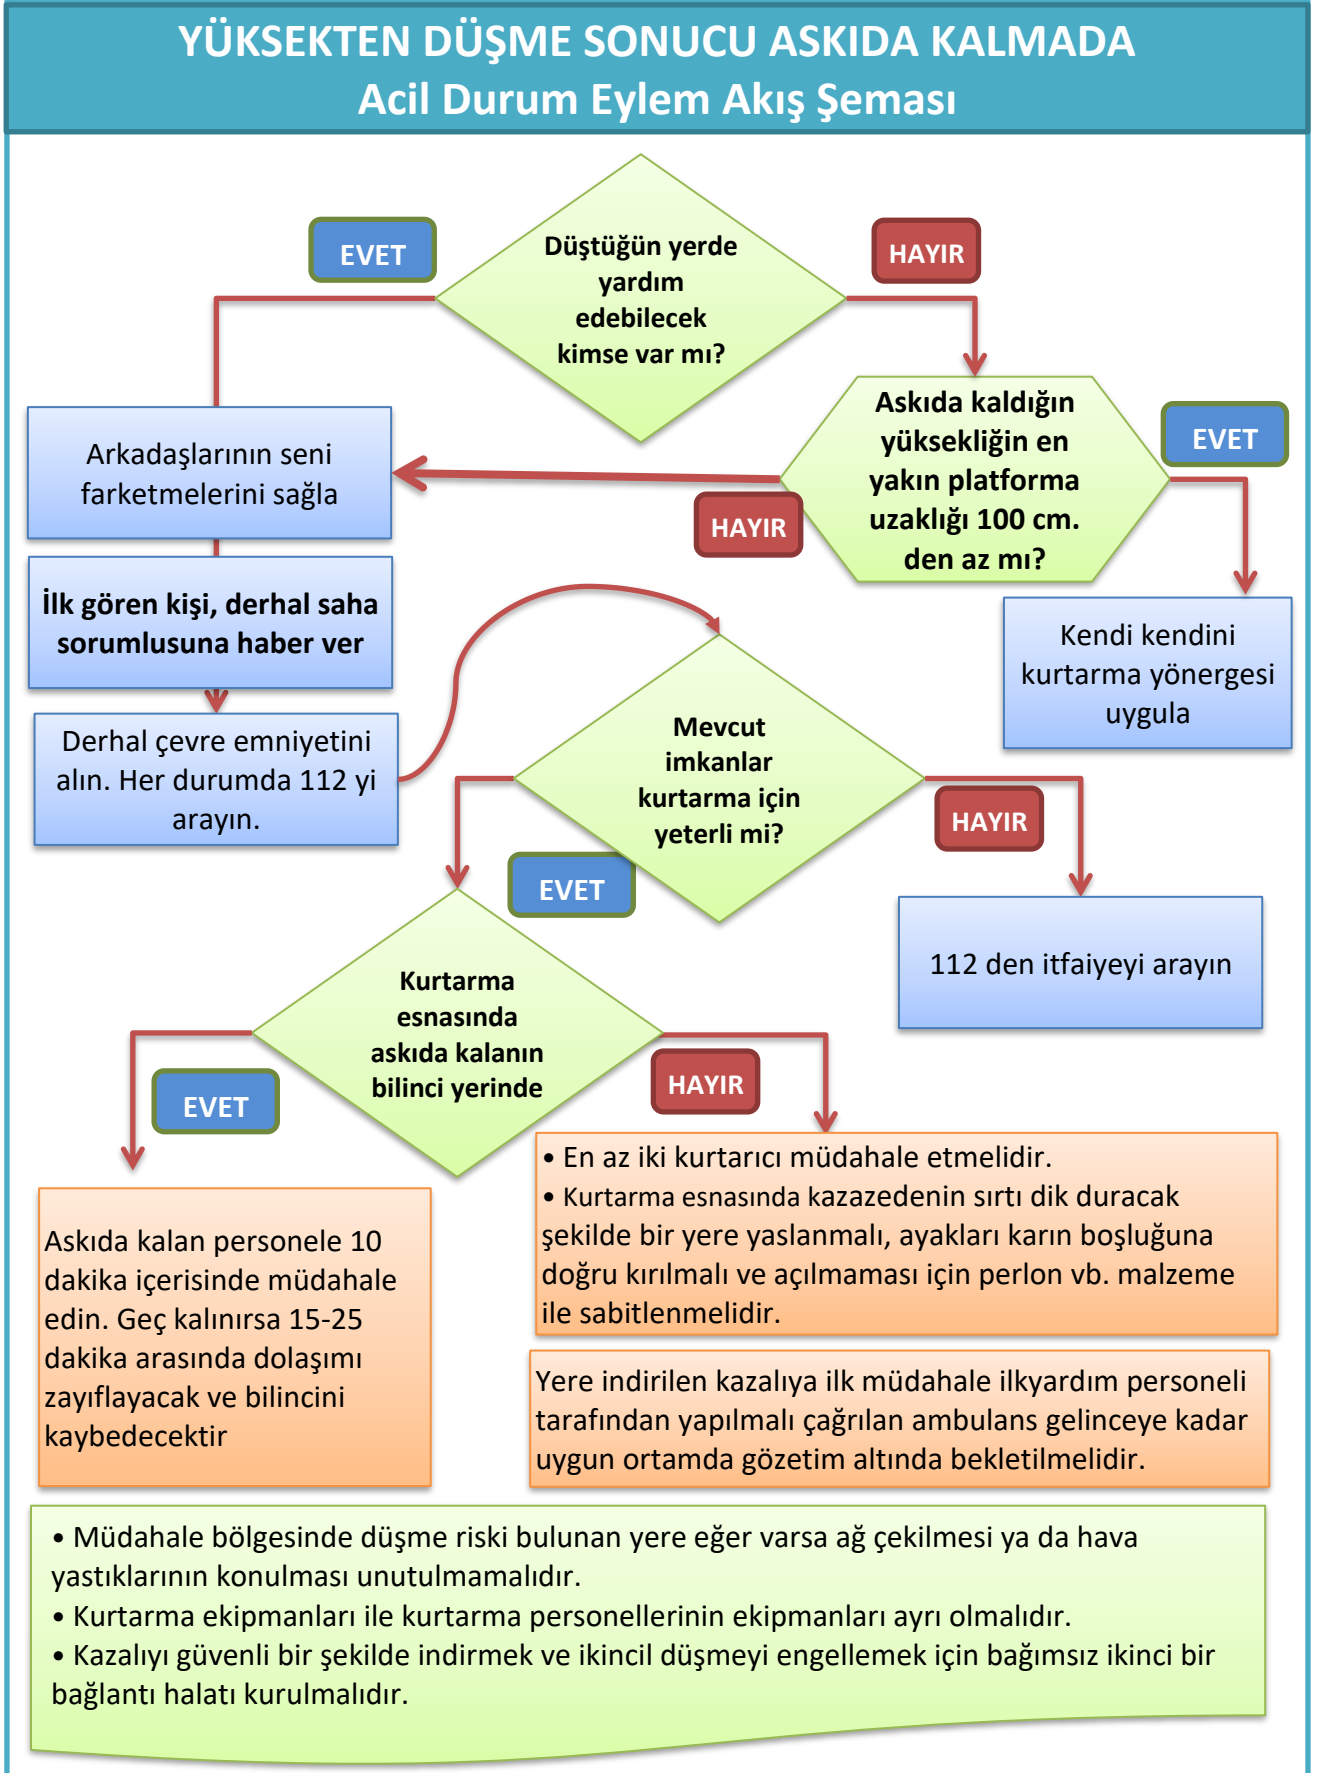 YÜKSEKTEN DÜŞME SONUCU ASKIDA KALMADA
Acil Durum Eylem Akış Şeması
EVET
Düştüğün yerde
yardım
edebilecek
kimse var mı?
HAYIR
Arkadaşlarının seni
farketmelerini sağla
Askıda kaldığın
yüksekliğin en
yakın platforma
uzaklığı 100 cm.
den az mı?
EVET
HAYIR
İlk gören kişi, derhal saha
sorumlusuna haber ver
Kendi kendini
kurtarma yönergesi
uygula
Derhal çevre emniyetini
alın. Her durumda 112 yi
arayın.
Mevcut
imkanlar
kurtarma için
yeterli mi?
HAYIR
EVET
112 den itfaiyeyi arayın
Kurtarma
esnasında
askıda kalanın
bilinci yerinde
EVET
HAYIR
• En az iki kurtarıcı müdahale etmelidir.
• Kurtarma esnasında kazazedenin sırtı dik duracak
şekilde bir yere yaslanmalı, ayakları karın boşluğuna
doğru kırılmalı ve açılmaması için perlon vb. malzeme
ile sabitlenmelidir.
Askıda kalan personele 10
dakika içerisinde müdahale
edin. Geç kalınırsa 15-25
dakika arasında dolaşımı
zayıflayacak ve bilincini
kaybedecektir
Yere indirilen kazalıya ilk müdahale ilkyardım personeli
tarafından yapılmalı çağrılan ambulans gelinceye kadar
uygun ortamda gözetim altında bekletilmelidir.
• Müdahale bölgesinde düşme riski bulunan yere eğer varsa ağ çekilmesi ya da hava
yastıklarının konulması unutulmamalıdır.
• Kurtarma ekipmanları ile kurtarma personellerinin ekipmanları ayrı olmalıdır.
• Kazalıyı güvenli bir şekilde indirmek ve ikincil düşmeyi engellemek için bağımsız ikinci bir
bağlantı halatı kurulmalıdır.